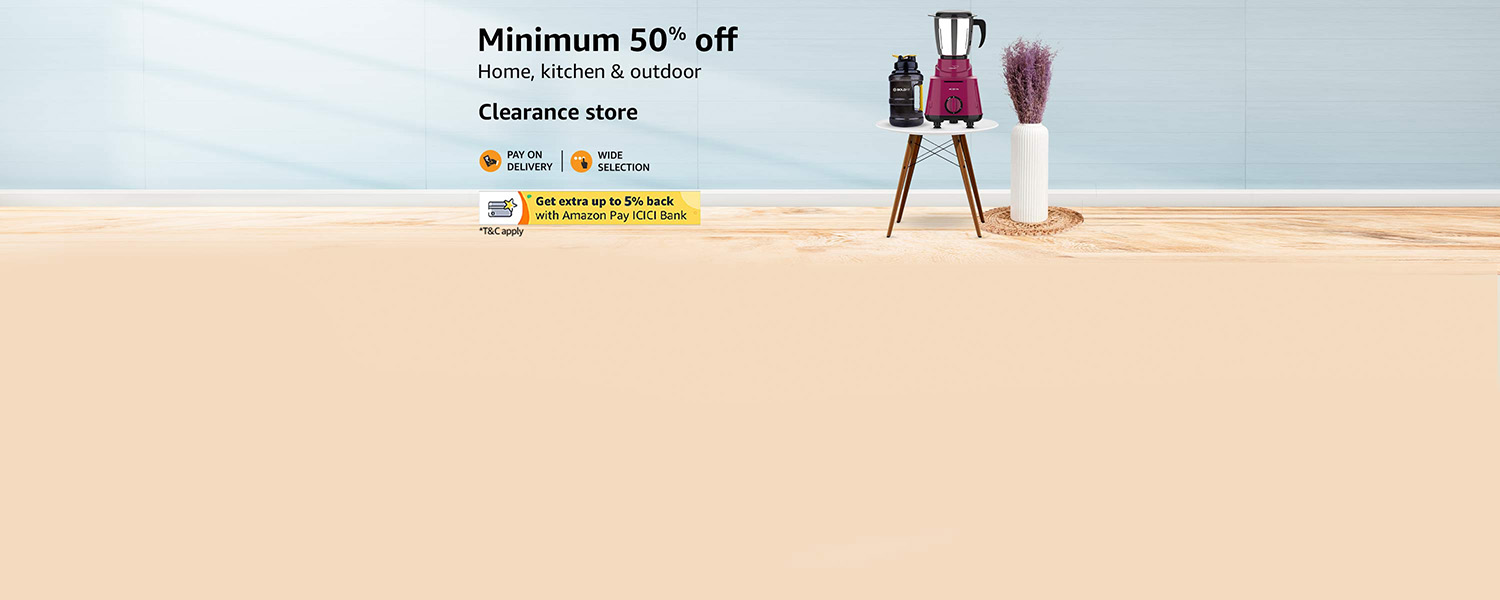 Minimum 50% off
Home, kitchen & outdoor
Clearance store
PAY ON
DELIVERY
WIDE
SELECTION
Get extra up to 5% back
with Amazon Pay ICICI Bank
*T&C apply